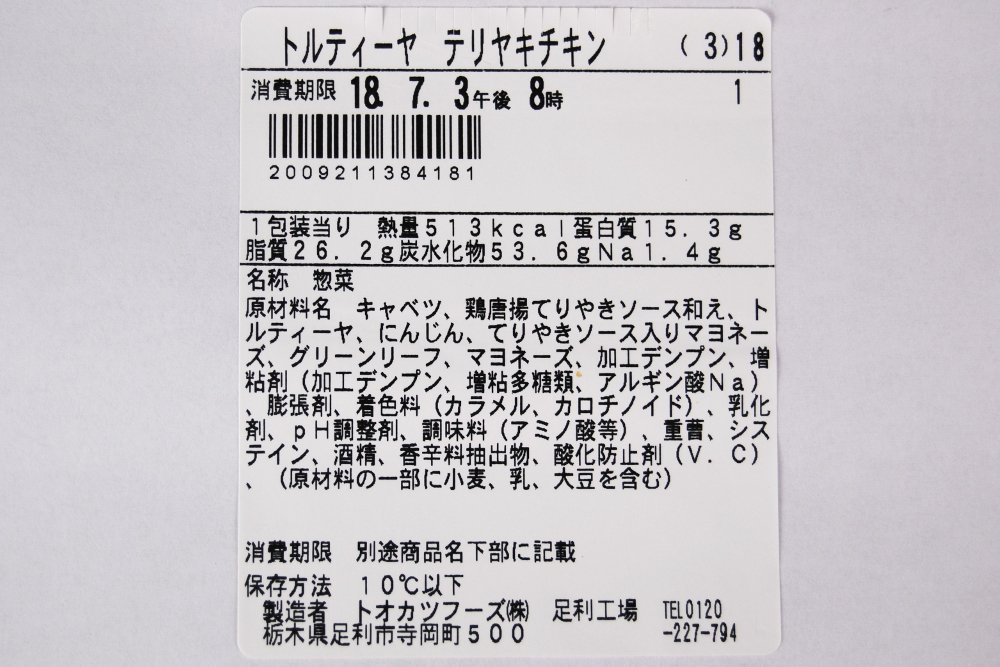 トルティーヤ　テリヤキチキン　(3)18
消費期限 18. 7. 3午後 8時　1
2009211384181
１包装当り　熱量５１３ｋｃａｌ蛋白質１５．３ｇ
脂質２６．２ｇ炭水化物５３．６ｇＮａ１．４ｇ
名称　惣菜
原材料名　キャベツ、鶏唐揚てりやきソース和え、ト
ルティーヤ、にんじん、てりやきソース入りマヨネー
ズ、グリーンリーフ、マヨネーズ、加工デンプン、増
粘剤（加工デンプン、増粘多糖類、アルギン酸Ｎａ）
、膨張剤、着色料（カラメル、カロチノイド）、乳化
剤、ｐＨ調整剤、調味料（アミノ酸等）、重曹、シス
テイン、酒精、香辛料抽出物、酸化防止剤（Ｖ．Ｃ）
、（原材料の一部に小麦、乳、大豆を含む）
消費期限　別途商品名下部に記載
保存方法　１０℃以下
製造者　トオカツフーズ㈱　足利工場　TEL0120
栃木県足利市寺岡町５００　-227-794